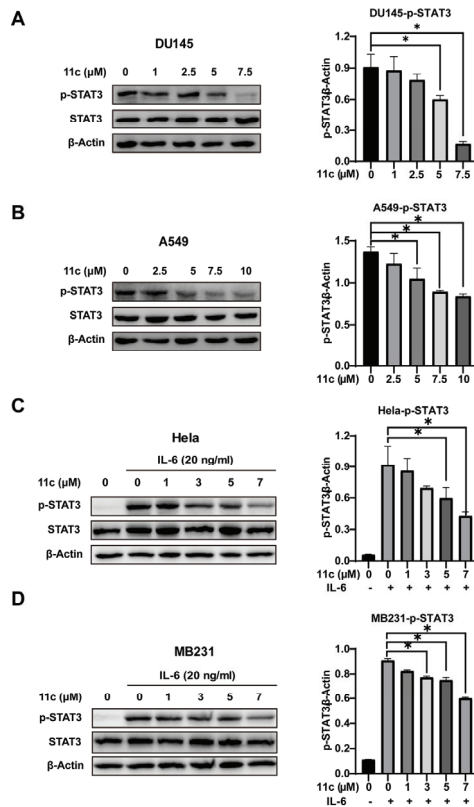 A
DU145
11c (μM) 0 1 2.5 5 7.5
p-STAT3
STAT3
β-Actin
DU145-p-STAT3
* *
p-STAT3β-Actin
1.2
0.9
0.6
0.3
0.0
11c (μM) 0 1 2.5 5 7.5
B
A549
11c (μM) 0 2.5 5 7.5 10
p-STAT3
STAT3
β-Actin
A549-p-STAT3
* * *
p-STAT3β-Actin
1.5
1.0
0.5
0.0
11c (μM) 0 2.5 5 7.5 10
C
Hela
IL-6 (20 ng/ml)
11c (μM) 0 0 1 3 5 7
p-STAT3
STAT3
β-Actin
Hela-p-STAT3
* *
p-STAT3β-Actin
1.2
0.9
0.6
0.3
0.0
11c (μM) 0 0 1 3 5 7
IL-6 - + + + + +
D
MB231
IL-6 (20 ng/ml)
11c (μM) 0 0 1 3 5 7
p-STAT3
STAT3
β-Actin
MB231-p-STAT3
* * *
p-STAT3β-Actin
1.0
0.8
0.6
0.4
0.2
0.0
11c (μM) 0 0 1 3 5 7
IL-6 - + + + + +